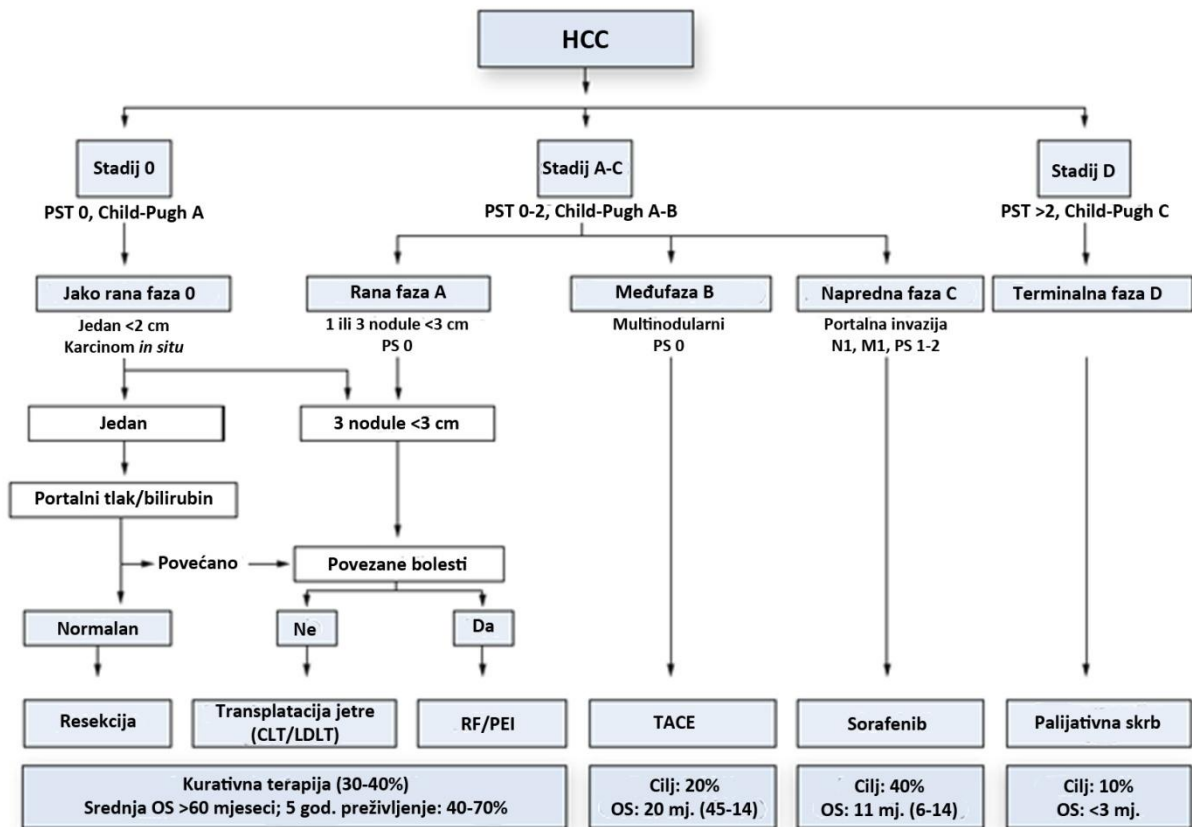 HCC
Stadij 0
Stadij A-C
Stadij D
PST 0, Child-Pugh A
PST 0-2, Child-Pugh A-B
PST >2, Child-Pugh C
Jako rana faza 0
Rana faza A
Međufaza B
Napredna faza C
Terminalna faza D
Jedan <2 cm
Karcinom in situ
1 ili 3 nodule <3 cm
PS 0
Multinodularni
PS 0
Portalna invazija
N1, M1, PS 1-2
Jedan
3 nodule <3 cm
Portalni tlak/bilirubin
Povećano
Povezane bolesti
Normalan
Ne
Da
Resekcija
Transplatacija jetre
(CLT/LDLT)
RF/PEI
TACE
Sorafenib
Palijativna skrb
Kurativna terapija (30-40%)
Srednja OS >60 mjeseci; 5 god. preživljenje: 40-70%
Cilj: 20%
OS: 20 mj. (45-14)
Cilj: 40%
OS: 11 mj. (6-14)
Cilj: 10%
OS: <3 mj.